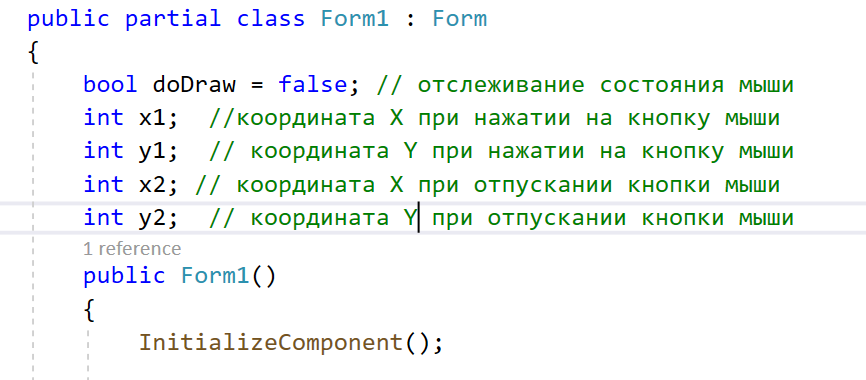 public partial class Form1 : Form
{
bool doDraw = false; // отслеживание состояния мыши
int x1;  //координата X при нажатии на кнопку мыши
int y1;  // координата Y при нажатии на кнопку мыши
int x2; // координата X при отпускании кнопки мыши
int y2;  // координата Y при отпускании кнопки мыши
1 reference
public Form1()
{
InitializeComponent();